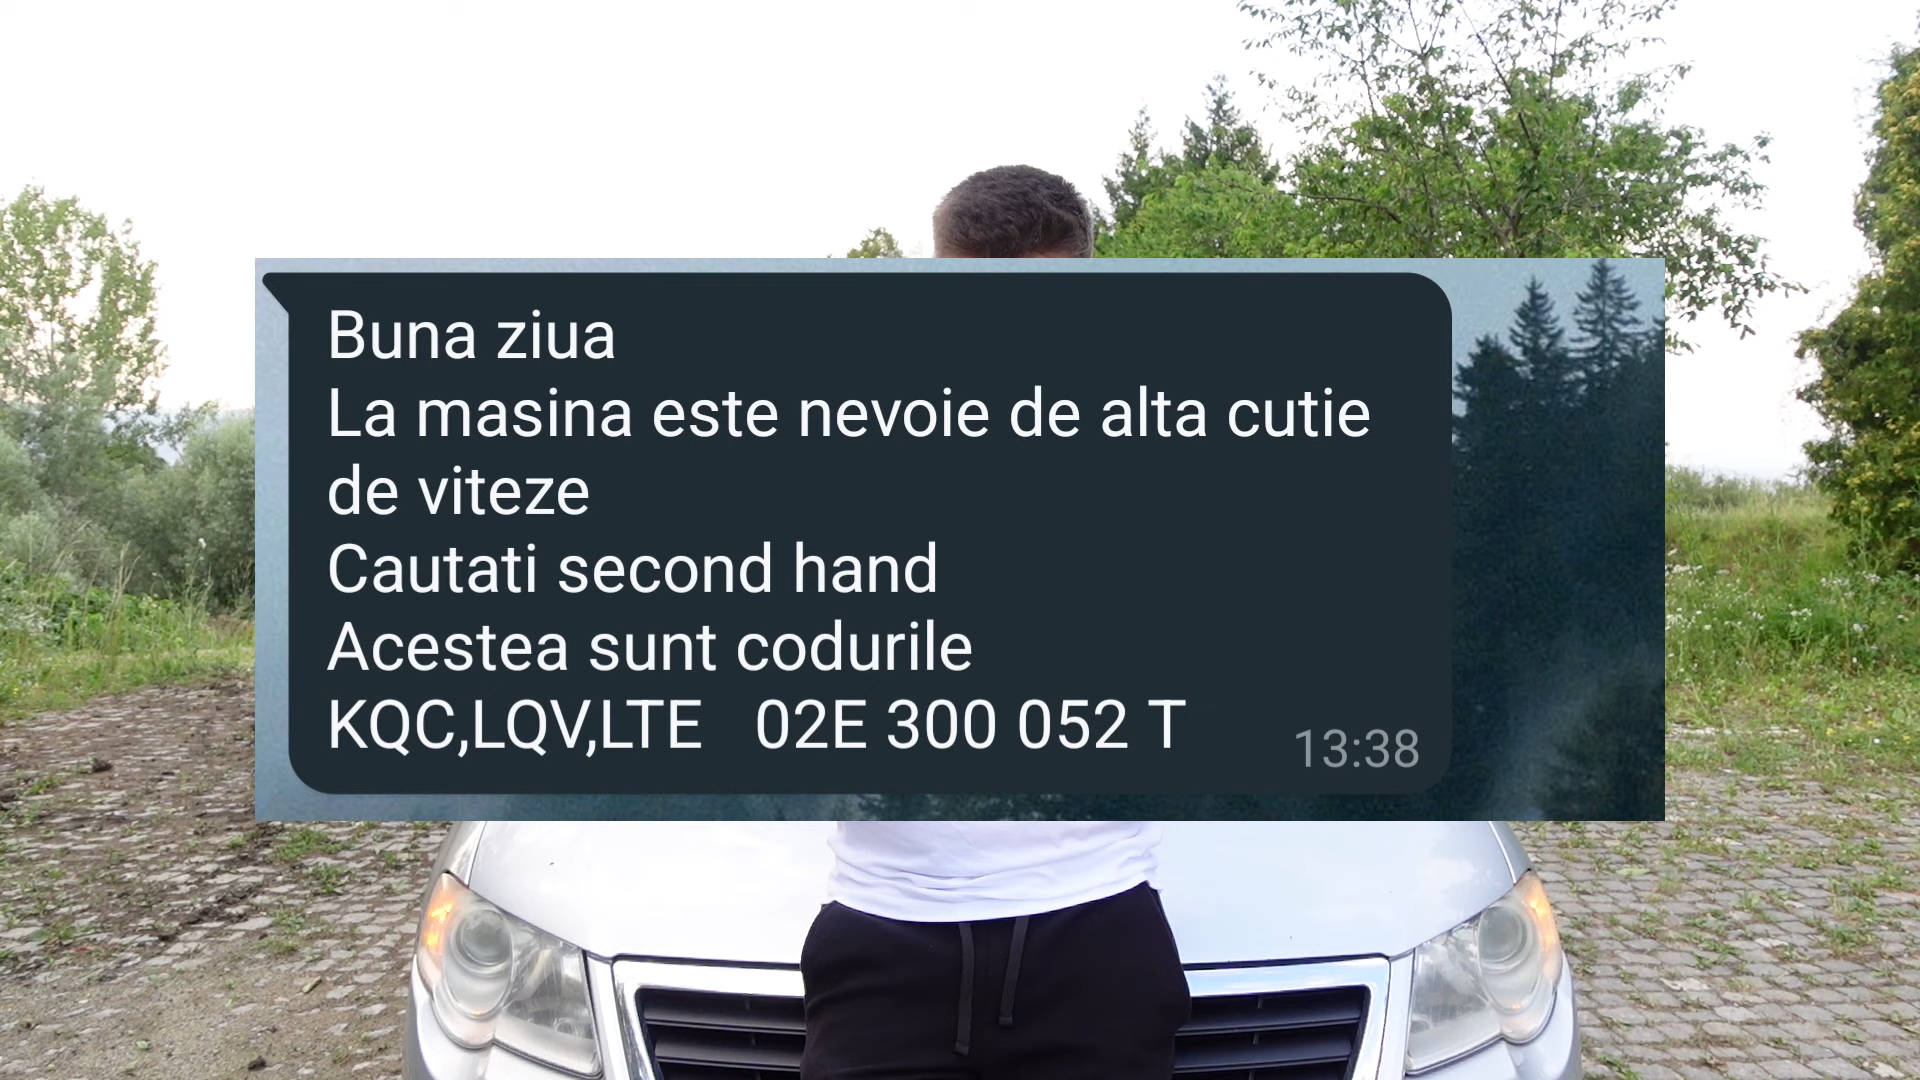 Buna ziua
La masina este nevoie de alta cutie
de viteze
Cautati second hand
Acestea sunt codurile
KQC,LQV,LTE 02E 300 052 T
13:38